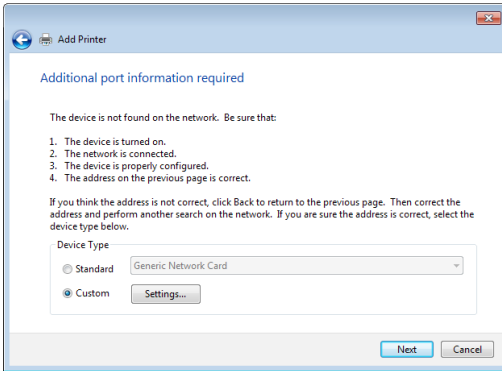 Add Printer
Additional port information required
The device is not found on the network.  Be sure that:
1.  The device is turned on.
2.  The network is connected.
3.  The device is properly configured.
4.  The address on the previous page is correct.
If you think the address is not correct, click Back to return to the previous page.  Then correct the
address and perform another search on the network.  If you are sure the address is correct, select the
device type below.
Device Type
Standard
Generic Network Card
Custom
Settings...
Next
Cancel